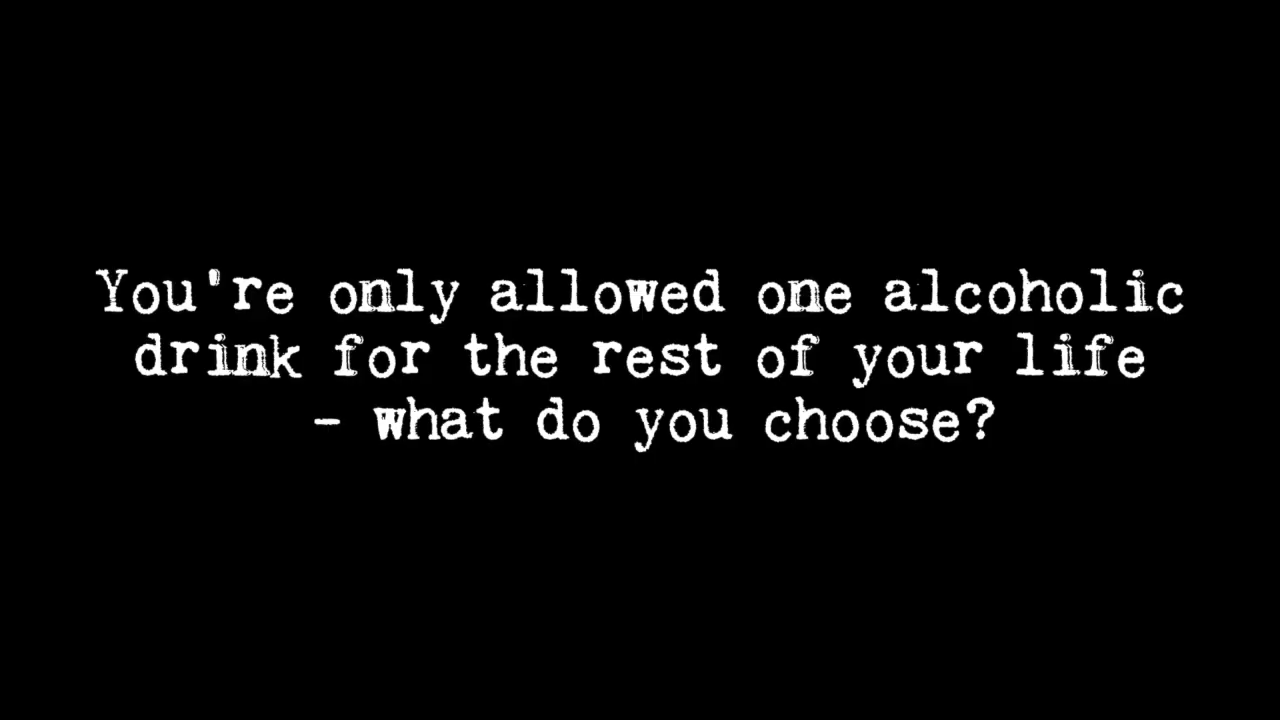 You're only allowed one alcoholic
drink for the rest of your life
- what do you choose?